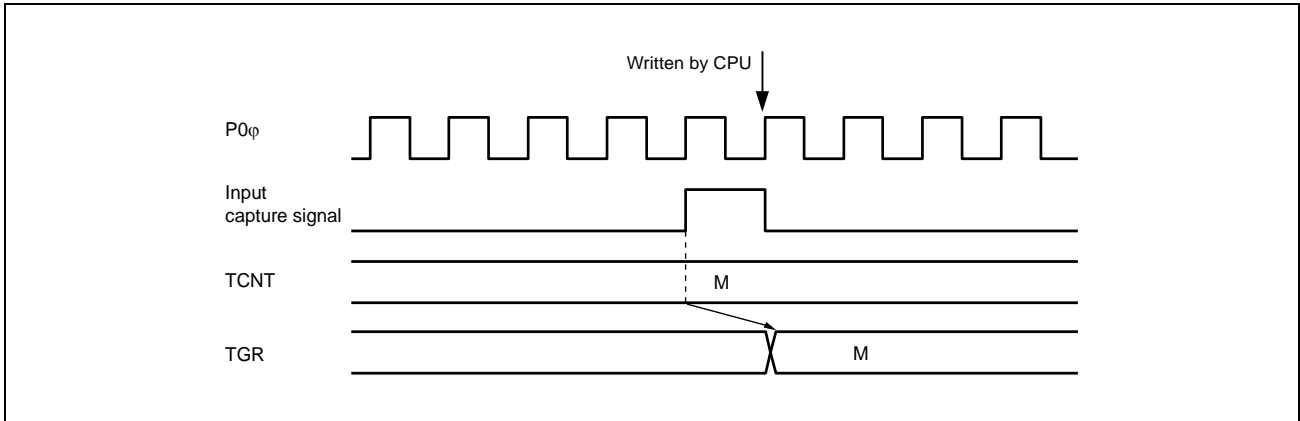 Written by CPU
P0φ
Input
capture signal
TCNT
M
TGR
M